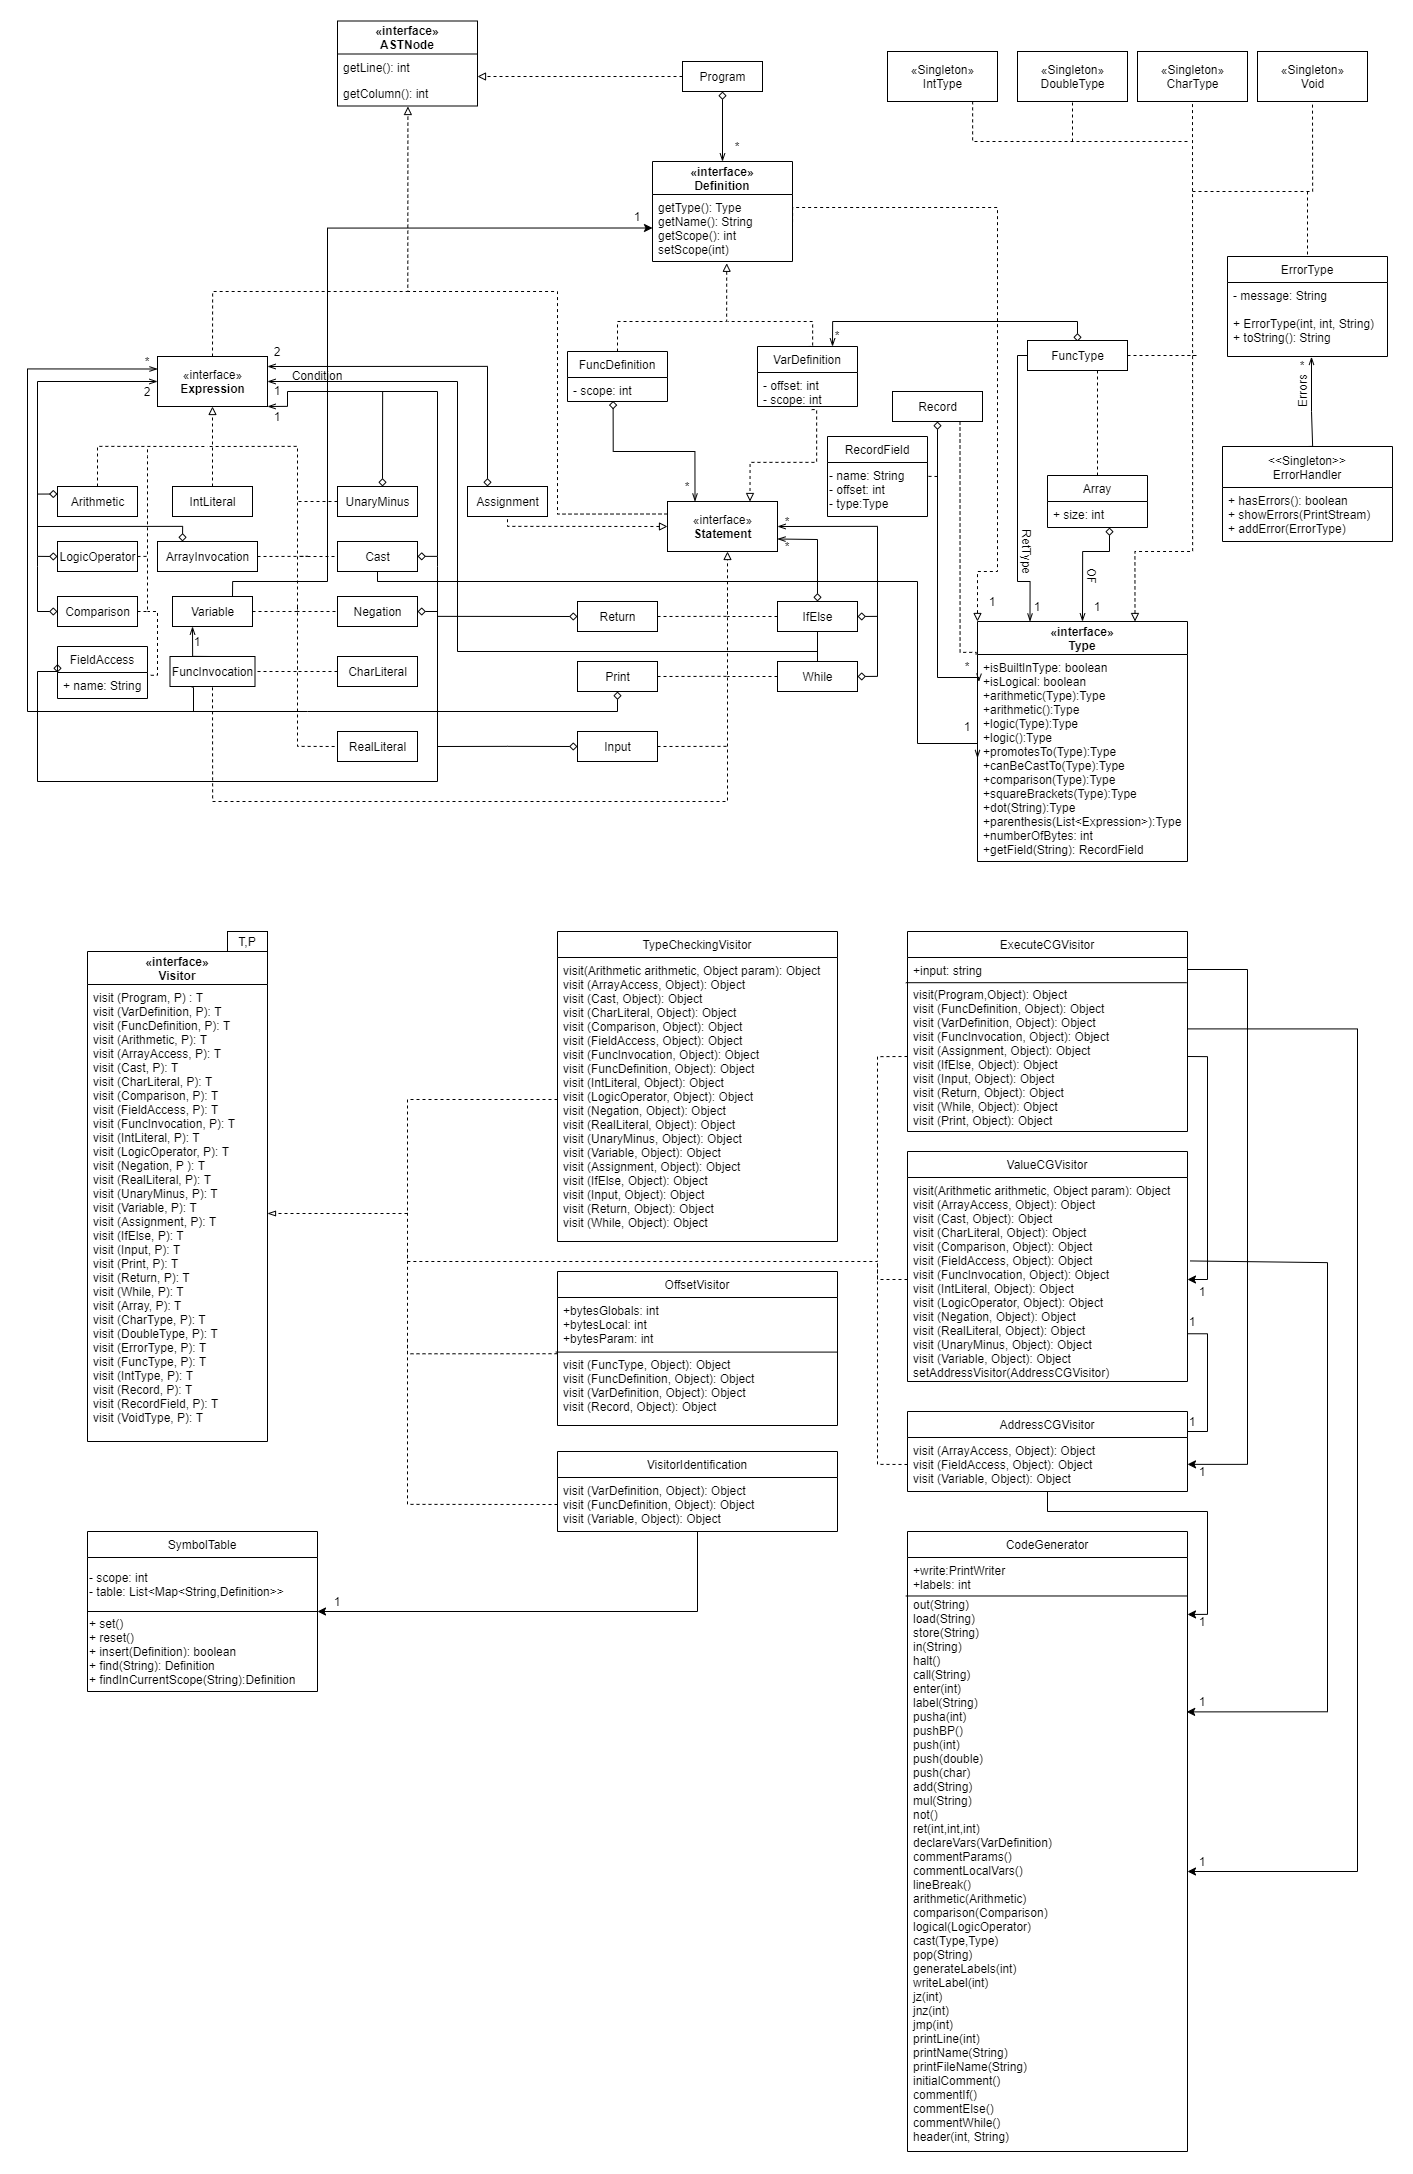 «interface»
ASTNode
getLine(): int
getColumn(): int
Program
*
«Singleton»
IntType
«Singleton»
DoubleType
«Singleton»
CharType
«Singleton»
Void
«interface»
Definition
getType(): Type
getName(): String
getScope(): int
setScope(int)
1
ErrorType
- message: String
+ ErrorType(int, int, String)
+ toString(): String
*
Errors
<<Singleton>>
ErrorHandler
+ hasErrors(): boolean
+ showErrors(PrintStream)
+ addError(ErrorType)
*
2
«interface»
Expression
2
Condition
1
1
FuncDefinition
- scope: int
VarDefinition
- offset: int
- scope: int
*
FuncType
Record
RecordField
- name: String
- offset: int
- type:Type
Array
+ size: int
RetType
OF
Arithmetic
IntLiteral
UnaryMinus
Assignment
*
«interface»
Statement
*
*
LogicOperator
ArrayInvocation
Cast
Comparison
Variable
Negation
Return
IfElse
1
FieldAccess
+ name: String
FuncInvocation
CharLiteral
Print
While
RealLiteral
Input
1
1
1
*
1
«interface»
Type
+isBuiltInType: boolean
+isLogical: boolean
+arithmetic(Type):Type
+arithmetic():Type
+logic(Type):Type
+logic():Type
+promotesTo(Type):Type
+canBeCastTo(Type):Type
+comparison(Type):Type
+squareBrackets(Type):Type
+dot(String):Type
+parenthesis(List<Expression>):Type
+numberOfBytes: int
+getField(String): RecordField
T,P
«interface»
Visitor
visit (Program, P) : T
visit (VarDefinition, P): T
visit (FuncDefinition, P): T
visit (Arithmetic, P): T
visit (ArrayAccess, P): T
visit (Cast, P): T
visit (CharLiteral, P): T
visit (Comparison, P): T
visit (FieldAccess, P): T
visit (FuncInvocation, P): T
visit (IntLiteral, P): T
visit (LogicOperator, P): T
visit (Negation, P ): T
visit (RealLiteral, P): T
visit (UnaryMinus, P): T
visit (Variable, P): T
visit (Assignment, P): T
visit (IfElse, P): T
visit (Input, P): T
visit (Print, P): T
visit (Return, P): T
visit (While, P): T
visit (Array, P): T
visit (CharType, P): T
visit (DoubleType, P): T
visit (ErrorType, P): T
visit (FuncType, P): T
visit (IntType, P): T
visit (Record, P): T
visit (RecordField, P): T
visit (VoidType, P): T
TypeCheckingVisitor
visit(Arithmetic arithmetic, Object param): Object
visit (ArrayAccess, Object): Object
visit (Cast, Object): Object
visit (CharLiteral, Object): Object
visit (Comparison, Object): Object
visit (FieldAccess, Object): Object
visit (FuncInvocation, Object): Object
visit (FuncDefinition, Object): Object
visit (IntLiteral, Object): Object
visit (LogicOperator, Object): Object
visit (Negation, Object): Object
visit (RealLiteral, Object): Object
visit (UnaryMinus, Object): Object
visit (Variable, Object): Object
visit (Assignment, Object): Object
visit (IfElse, Object): Object
visit (Input, Object): Object
visit (Return, Object): Object
visit (While, Object): Object
OffsetVisitor
+bytesGlobals: int
+bytesLocal: int
+bytesParam: int
visit (FuncType, Object): Object
visit (FuncDefinition, Object): Object
visit (VarDefinition, Object): Object
visit (Record, Object): Object
VisitorIdentification
visit (VarDefinition, Object): Object
visit (FuncDefinition, Object): Object
visit (Variable, Object): Object
SymbolTable
- scope: int
- table: List<Map<String,Definition>>
+ set()
+ reset()
+ insert(Definition): boolean
+ find(String): Definition
+ findInCurrentScope(String):Definition
1
ExecuteCGVisitor
+input: string
visit(Program,Object): Object
visit (FuncDefinition, Object): Object
visit (VarDefinition, Object): Object
visit (FuncInvocation, Object): Object
visit (Assignment, Object): Object
visit (IfElse, Object): Object
visit (Input, Object): Object
visit (Return, Object): Object
visit (While, Object): Object
visit (Print, Object): Object
ValueCGVisitor
visit(Arithmetic arithmetic, Object param): Object
visit (ArrayAccess, Object): Object
visit (Cast, Object): Object
visit (CharLiteral, Object): Object
visit (Comparison, Object): Object
visit (FieldAccess, Object): Object
visit (FuncInvocation, Object): Object
visit (IntLiteral, Object): Object
visit (LogicOperator, Object): Object
visit (Negation, Object): Object
visit (RealLiteral, Object): Object
visit (UnaryMinus, Object): Object
visit (Variable, Object): Object
setAddressVisitor(AddressCGVisitor)
1
1
AddressCGVisitor
visit (ArrayAccess, Object): Object
visit (FieldAccess, Object): Object
visit (Variable, Object): Object
1
1
CodeGenerator
+write:PrintWriter
+labels: int
out(String)
load(String)
store(String)
in(String)
halt()
call(String)
enter(int)
label(String)
pusha(int)
pushBP()
push(int)
push(double)
push(char)
add(String)
mul(String)
not()
ret(int,int,int)
declareVars(VarDefinition)
commentParams()
commentLocalVars()
lineBreak()
arithmetic(Arithmetic)
comparison(Comparison)
logical(LogicOperator)
cast(Type,Type)
pop(String)
generateLabels(int)
writeLabel(int)
jz(int)
jnz(int)
jmp(int)
printLine(int)
printName(String)
printFileName(String)
initialComment()
commentIf()
commentElse()
commentWhile()
header(int, String)
1
1
1